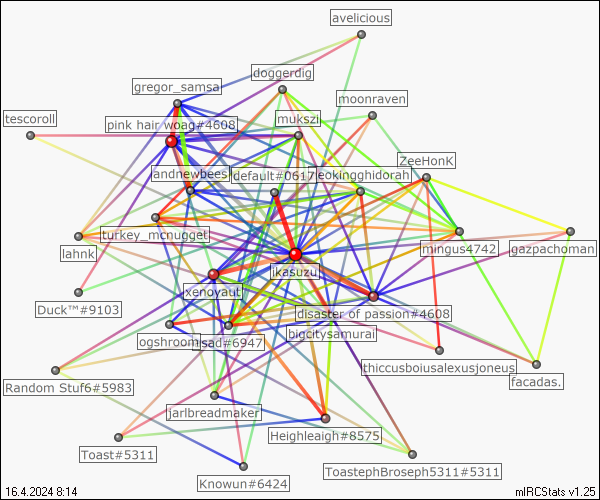 avelicious
doggerdig
gregor_samsa
moonraven
tescoroll
pink hair woag#4608
mukszi
ZeeHonK
andnewbees
default#0617
leokingghidorah
turkey_mcnugget
lahnk
mingus4742
gazpachoman
ikasuzu
xenoyaut
Duck™#9103
disaster of passion#4608
bigcitysamurai
ogshroom
sad#6947
thiccusboiusalexusjoneus
facadas.
Random Stuf6#5983
jarlbreadmaker
Heighleigh#8575
Toast#5311
ToastephBroseph5311#5311
Knowun#6424
16.4.2024 8:14
mIRCStats v1.25